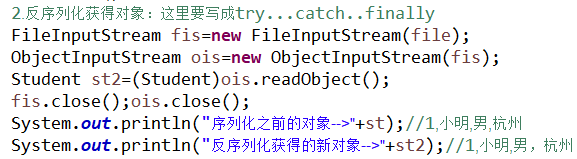 2.反序列化获得对象：这里要写成try...catch..finally
FileInputStream fis=new FileInputStream(file);
ObjectInputStream ois=new ObjectInputStream(fis);
Student st2=(Student)ois.readObject();
fis.close();ois.close();
System.out.println("序列化之前的对象-->"+st);//1,小明,男,杭州
System.out.println("反序列化获得的新对象-->"+st2);//1,小明,男，杭州